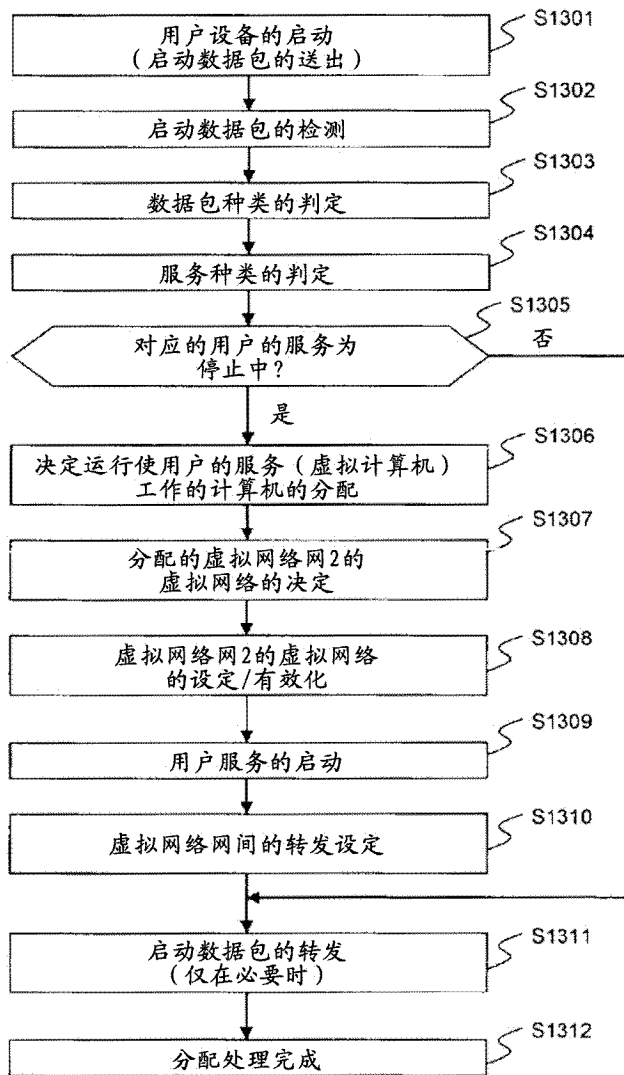 用户设备的启动
(启动数据包的送出)
S1301
启动数据包的检测
S1302
数据包种类的判定
S1303
服务种类的判定
S1304
对应的用户的服务为
停止中?
S1305
否
是
决定运行使用户的服务(虚拟计算机)
工作的计算机的分配
S1306
分配的虚拟网络网2的
虚拟网络的决定
S1307
虚拟网络网2的虚拟网络
的设定/有效化
S1308
用户服务的启动
S1309
虚拟网络网间的转发设定
S1310
启动数据包的转发
(仅在必要时)
S1311
分配处理完成
S1312